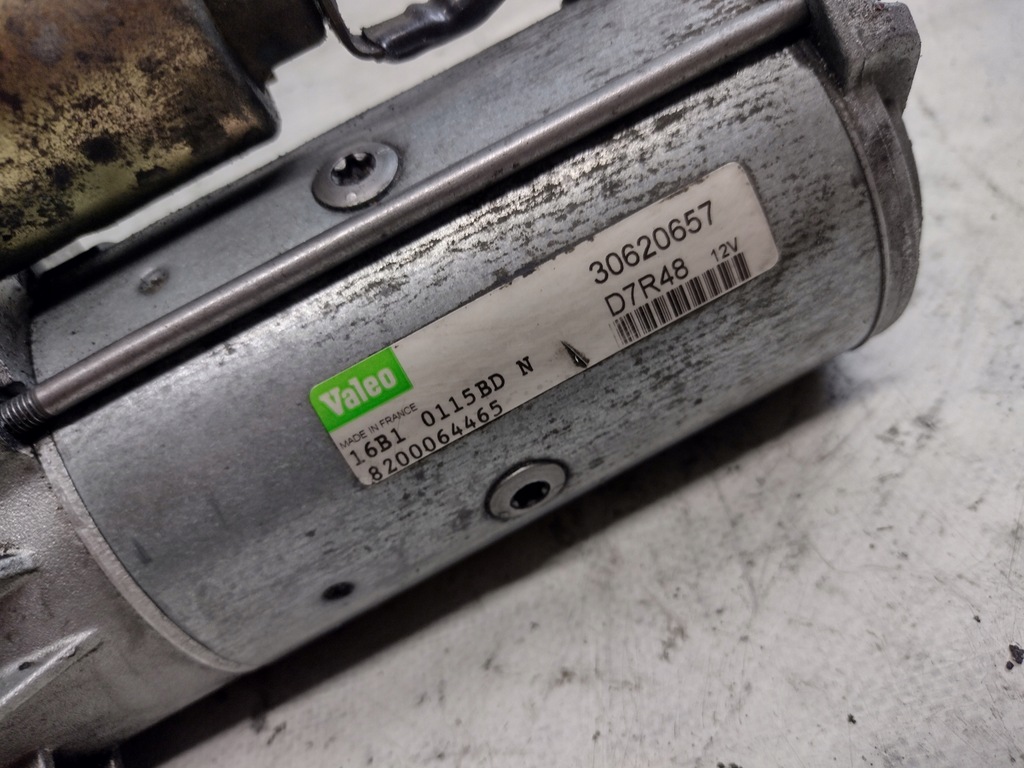 Valeo
MADE IN FRANCE
16B1 0115BD N
8200064465
30620657
D7R48 12V